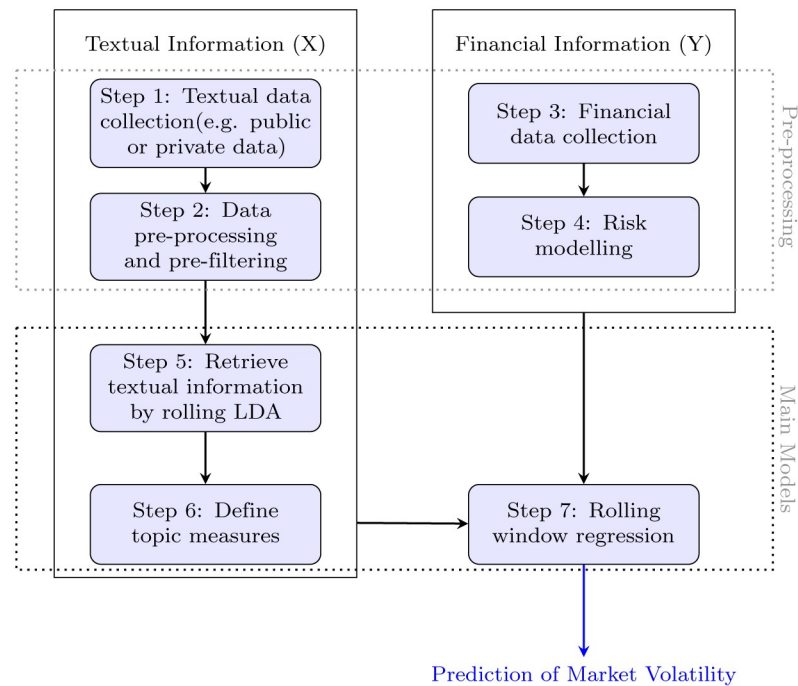 Textual Information (X)
Financial Information (Y)
Step 1: Textual data
collection(e.g. public
or private data)
Step 2: Data
pre-processing
and pre-filtering
Step 3: Financial
data collection
Step 4: Risk
modelling
Pre-processing
Step 5: Retrieve
textual information
by rolling LDA
Step 6: Define
topic measures
Step 7: Rolling
window regression
Main Models
Prediction of Market Volatility